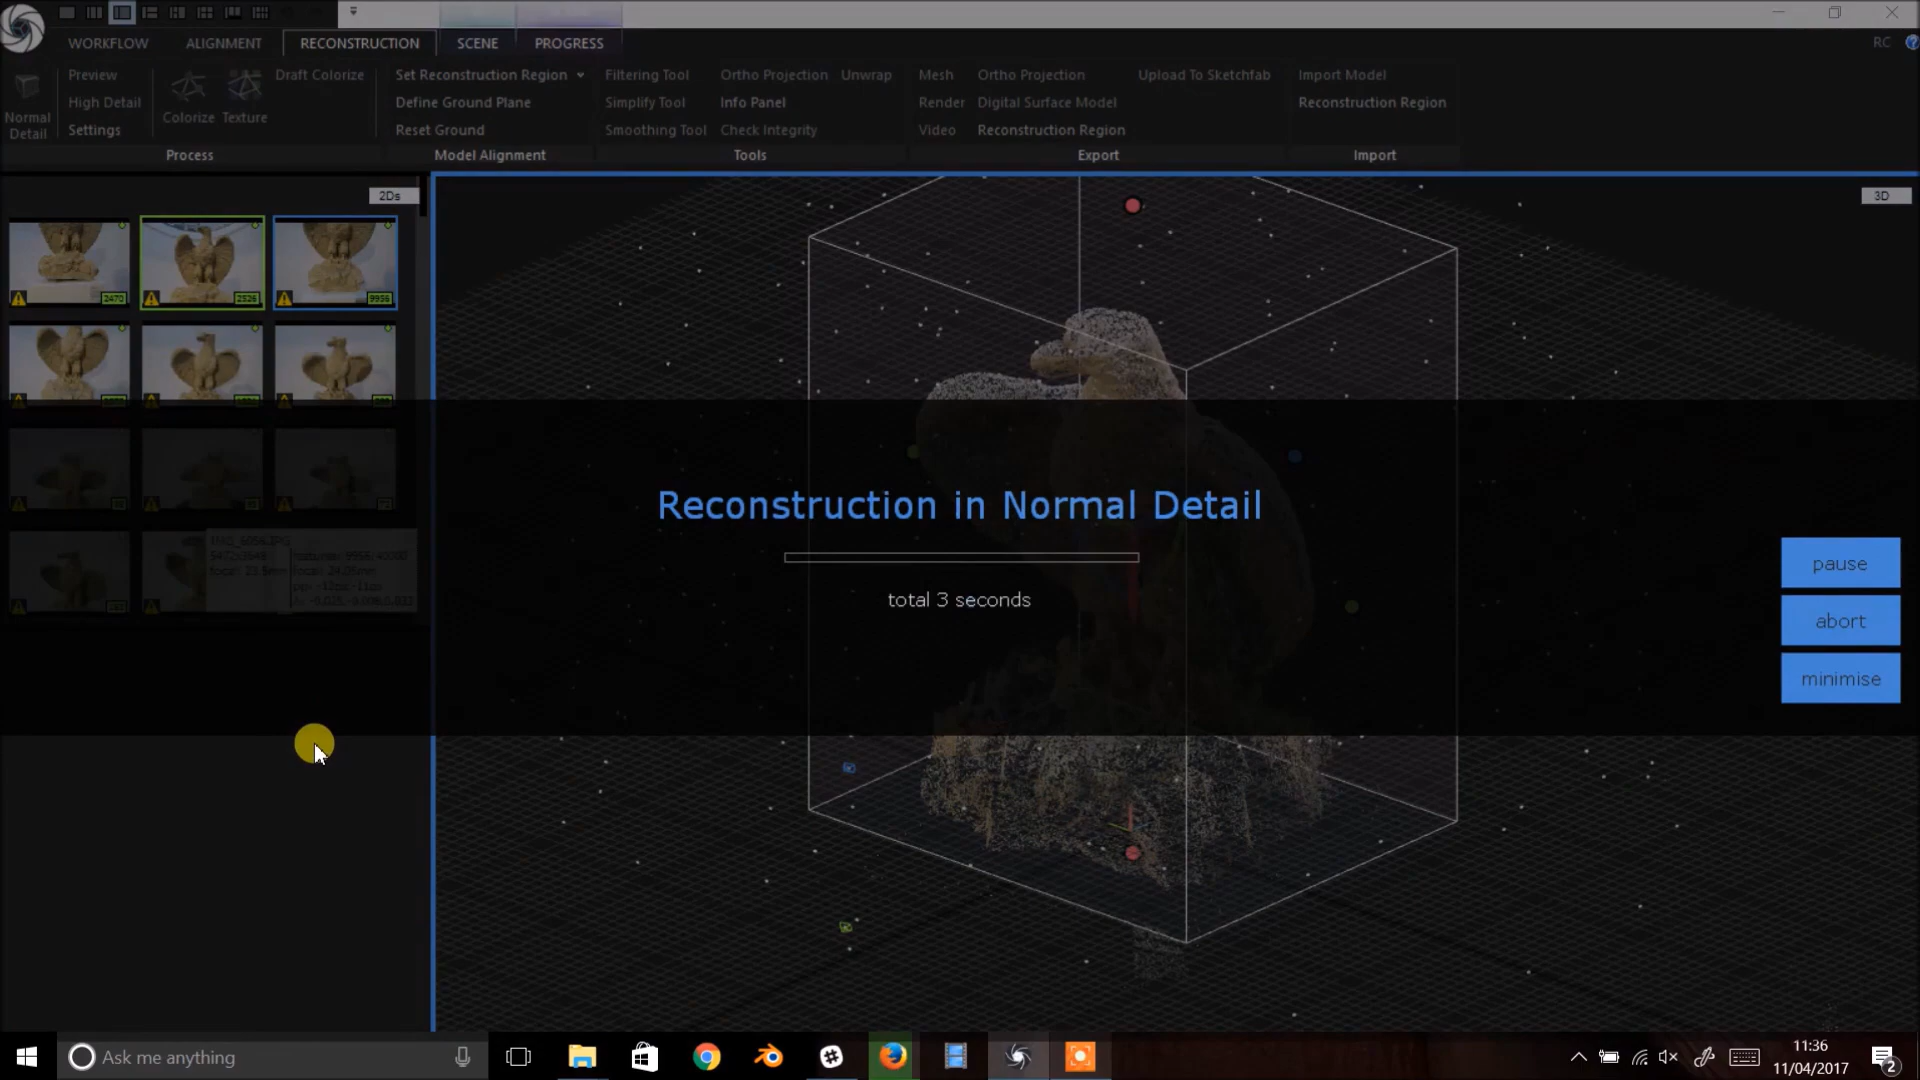 WORKFLOW ALIGNMENT RECONSTRUCTION SCENE PROGRESS RC
Normal Detail
Preview
High Detail
Settings
Colorize
Texture
Draft Colorize
Process
Set Reconstruction Region
Define Ground Plane
Reset Ground
Model Alignment
Filtering Tool
Simplify Tool
Smoothing Tool
Ortho Projection
Info Panel
Check Integrity
Unwrap
Tools
Mesh
Render
Video
Ortho Projection
Digital Surface Model
Reconstruction Region
Upload To Sketchfab
Export
Import Model
Reconstruction Region
Import
2Ds
3D
2470
2526
9956
Reconstruction in Normal Detail
total 3 seconds
pause
abort
minimise
Ask me anything
11:36
11/04/2017
2